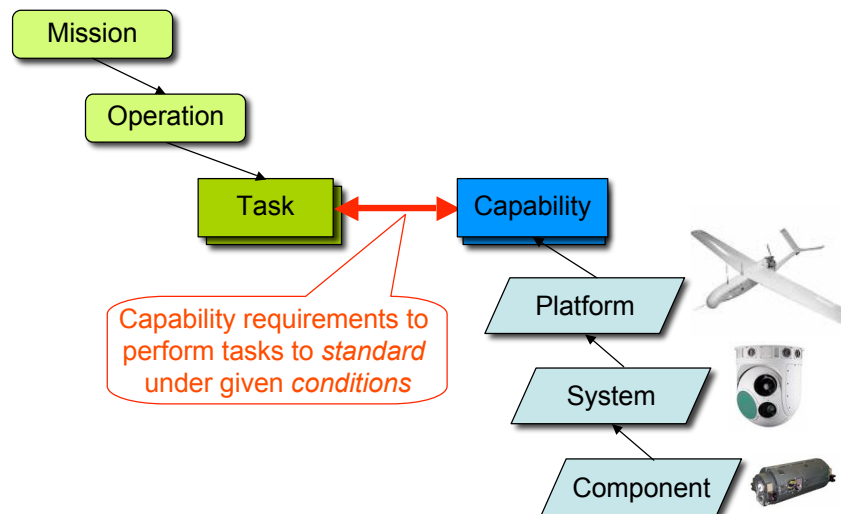 Mission
Operation
Task
Capability
Platform
Capability requirements to
perform tasks to standard
under given conditions
System
Component